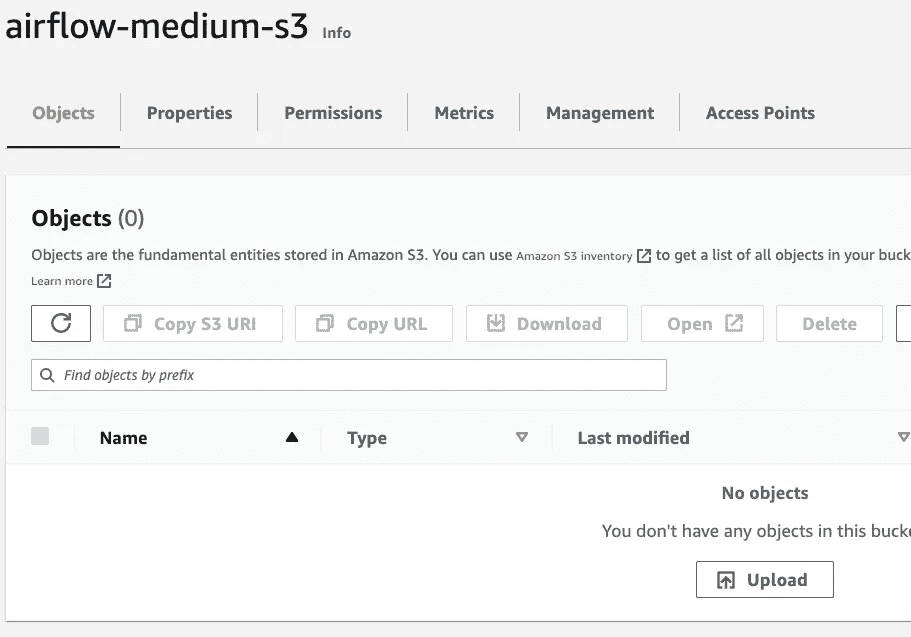 airflow-medium-s3 Info
Objects Properties Permissions Metrics Management Access Points
Objects (0)
Objects are the fundamental entities stored in Amazon S3. You can use Amazon S3 inventory to get a list of all objects in your buck
Learn more
Copy S3 URI Copy URL Download Open Delete
Find objects by prefix
Name Type Last modified
No objects
You don't have any objects in this bucke
Upload